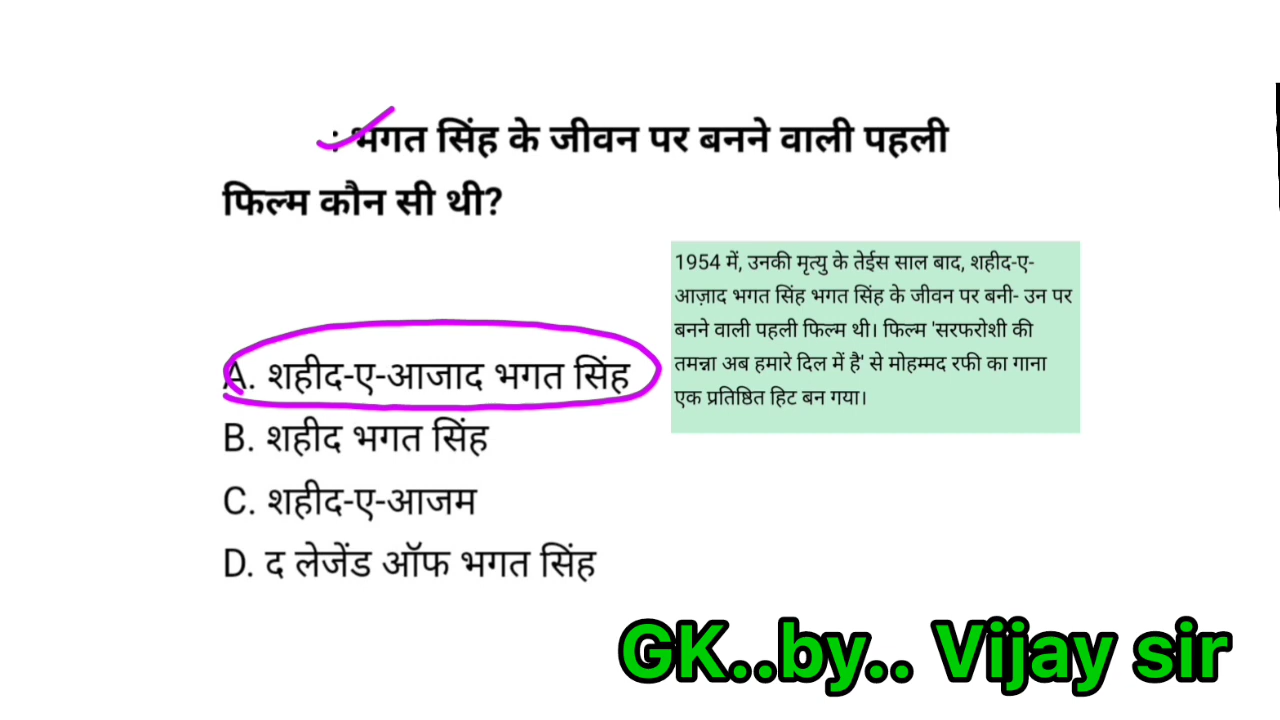 : भगत सिंह के जीवन पर बनने वाली पहली
फिल्म कौन सी थी?
1954 में, उनकी मृत्यु के तेईस साल बाद, शहीद-ए-
आज़ाद भगत सिंह भगत सिंह के जीवन पर बनी- उन पर
बनने वाली पहली फिल्म थी। फिल्म 'सरफरोशी की
तमन्ना अब हमारे दिल में है' से मोहम्मद रफी का गाना
एक प्रतिष्ठित हिट बन गया।
A. शहीद-ए-आजाद भगत सिंह
B. शहीद भगत सिंह
C. शहीद-ए-आजम
D. द लेजेंड ऑफ भगत सिंह
GK..by.. Vijay sir